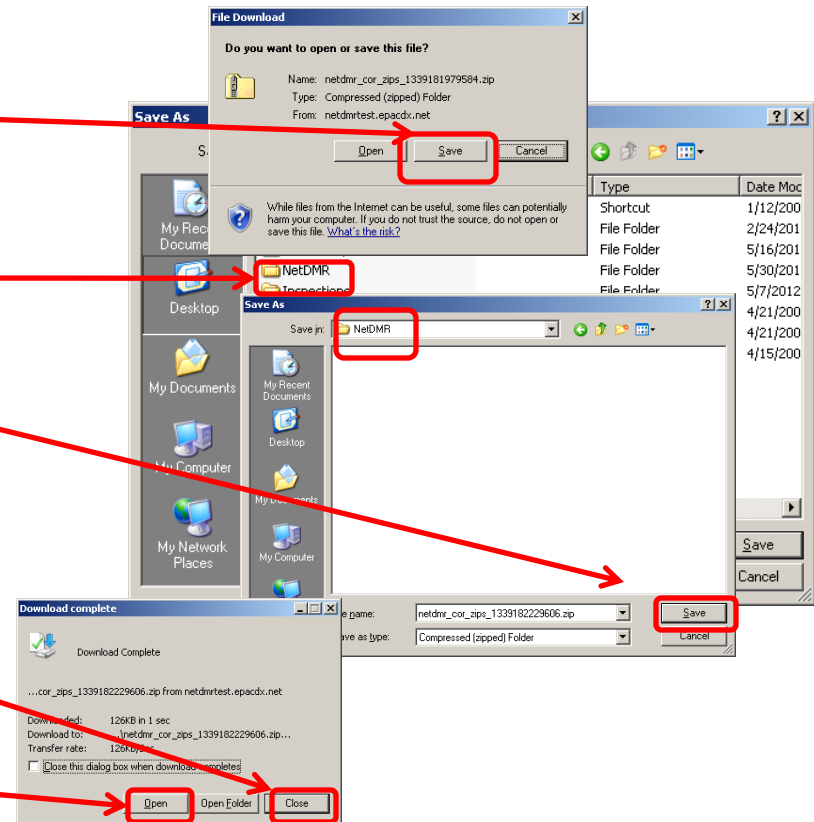 File Download
Do you want to open or save this file?
Name: netdmr_cor_zips_1339181979584.zip
Type: Compressed (zipped) Folder
From: netdmrtest.epacdx.net
Open Save Cancel
While files from the Internet can be useful, some files can potentially
harm your computer. If you do not trust the source, do not open or
save this file. What's the risk?
Save As
My Rec
Docume
Desktop
My Documents
My Computer
My Network
Places
Type Date Moc
Shortcut 1/12/200
File Folder 2/24/201
File Folder 5/16/201
NetDMR File Folder 5/30/201
Inspections File Folder 5/7/2012
4/21/200
4/21/200
4/15/200
Save
Cancel
Save As
Save in: NetDMR
My Recent
Documents
Desktop
My Documents
My Computer
e name: netdmr_cor_zips_1339182229606.zip Save
ave as type: Compressed (zipped) Folder Cancel
Download complete
Download Complete
...cor_zips_1339182229606.zip from netdmrtest.epacdx.net
Downloaded: 126KB in 1 sec
Download to: ...\netdmr_cor_zips_1339182229606.zip...
Transfer rate: 126KB/Sec
Close this dialog box when download completes
Open Open Folder Close